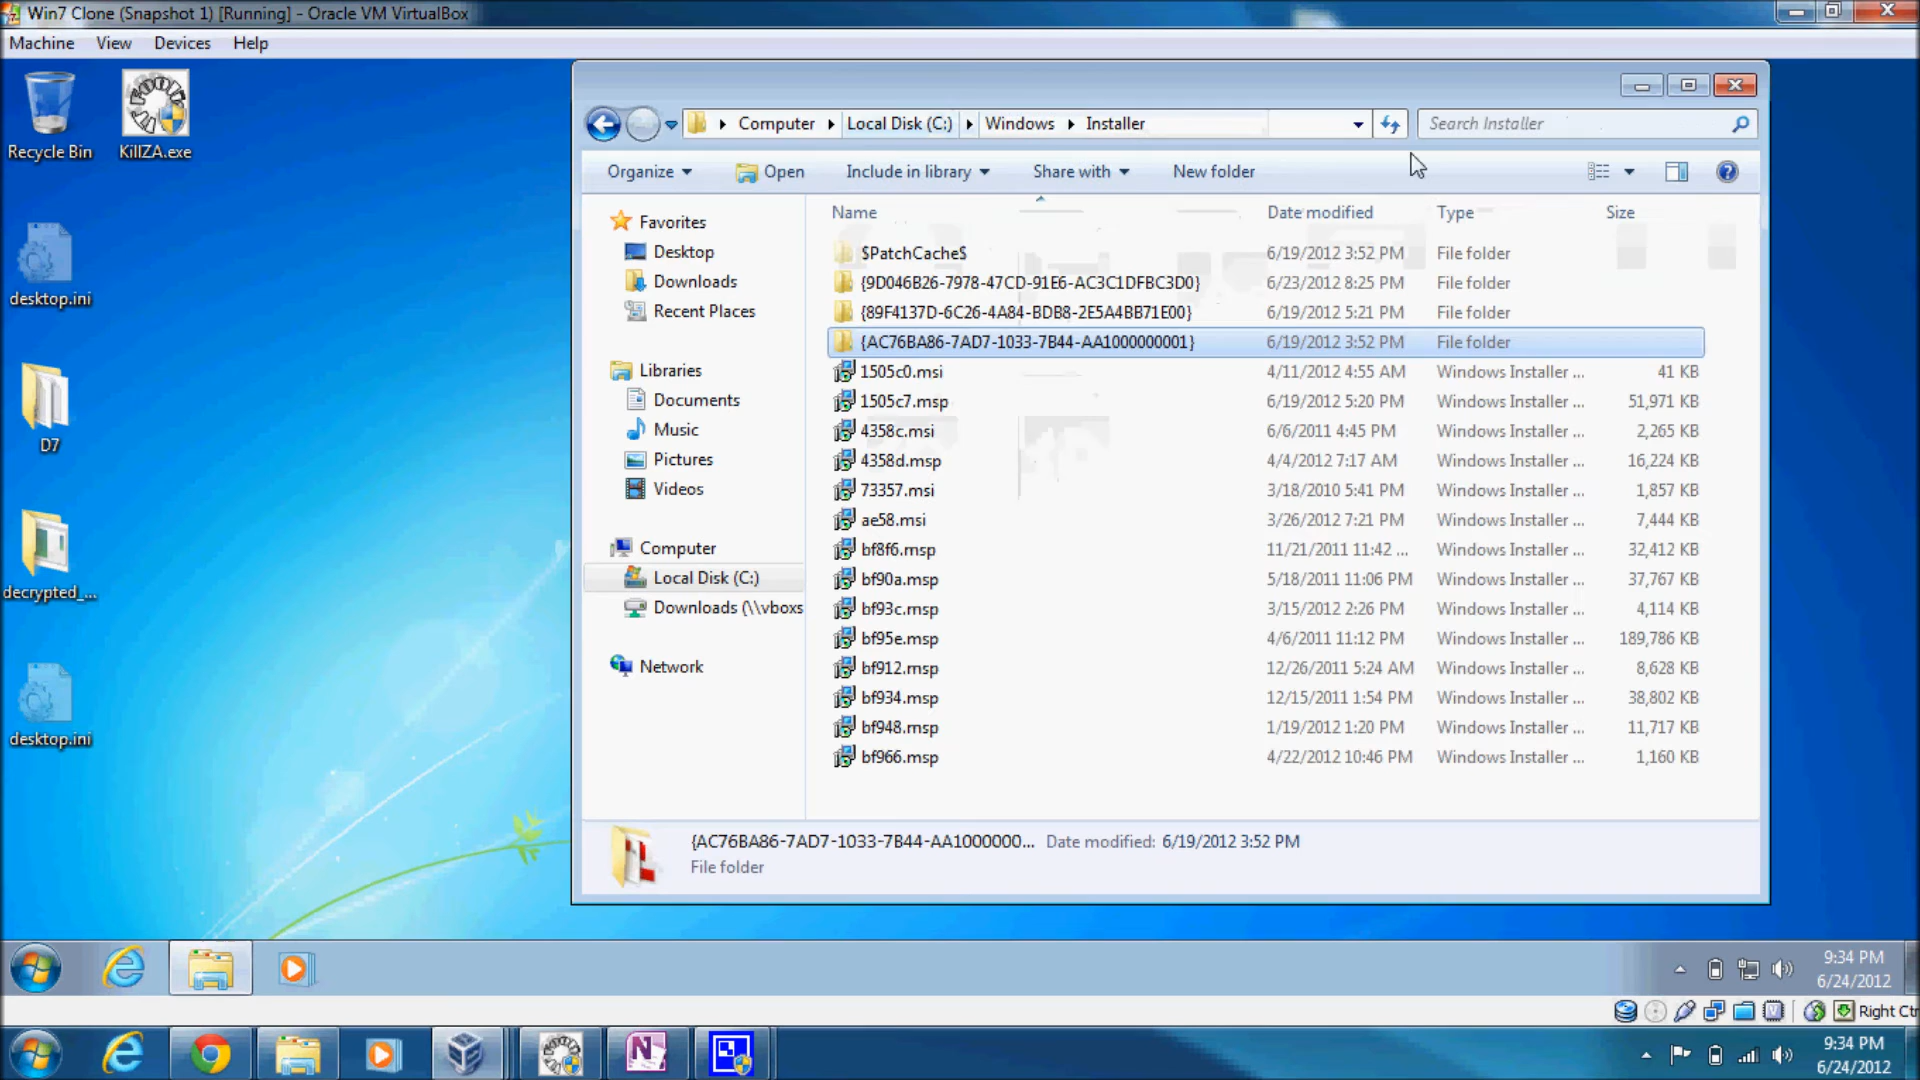 Win7 Clone (Snapshot 1) [Running] - Oracle VM VirtualBox
Machine View Devices Help
Recycle Bin
KillZA.exe
desktop.ini
D7
decrypted_...
desktop.ini
Computer Local Disk (C:) Windows Installer
Search Installer
Organize Open Include in library Share with New folder
Favorites
Desktop
Downloads
Recent Places
Libraries
Documents
Music
Pictures
Videos
Computer
Local Disk (C:)
Downloads (\\vboxs
Network
Name Date modified Type Size
$PatchCache$ 6/19/2012 3:52 PM File folder
{9D046B26-7978-47CD-91E6-AC3C1DFBC3D0} 6/23/2012 8:25 PM File folder
{89F4137D-6C26-4A84-BDB8-2E5A4BB71E00} 6/19/2012 5:21 PM File folder
{AC76BA86-7AD7-1033-7B44-AA1000000001} 6/19/2012 3:52 PM File folder
1505c0.msi 4/11/2012 4:55 AM Windows Installer ... 41 KB
1505c7.msp 6/19/2012 5:20 PM Windows Installer ... 51,971 KB
4358c.msi 6/6/2011 4:45 PM Windows Installer ... 2,265 KB
4358d.msp 4/4/2012 7:17 AM Windows Installer ... 16,224 KB
73357.msi 3/18/2010 5:41 PM Windows Installer ... 1,857 KB
ae58.msi 3/26/2012 7:21 PM Windows Installer ... 7,444 KB
bf8f6.msp 11/21/2011 11:42 ... Windows Installer ... 32,412 KB
bf90a.msp 5/18/2011 11:06 PM Windows Installer ... 37,767 KB
bf93c.msp 3/15/2012 2:26 PM Windows Installer ... 4,114 KB
bf95e.msp 4/6/2011 11:12 PM Windows Installer ... 189,786 KB
bf912.msp 12/26/2011 5:24 AM Windows Installer ... 8,628 KB
bf934.msp 12/15/2011 1:54 PM Windows Installer ... 38,802 KB
bf948.msp 1/19/2012 1:20 PM Windows Installer ... 11,717 KB
bf966.msp 4/22/2012 10:46 PM Windows Installer ... 1,160 KB
{AC76BA86-7AD7-1033-7B44-AA1000000... Date modified: 6/19/2012 3:52 PM
File folder
9:34 PM
6/24/2012
Right Ctr
9:34 PM
6/24/2012